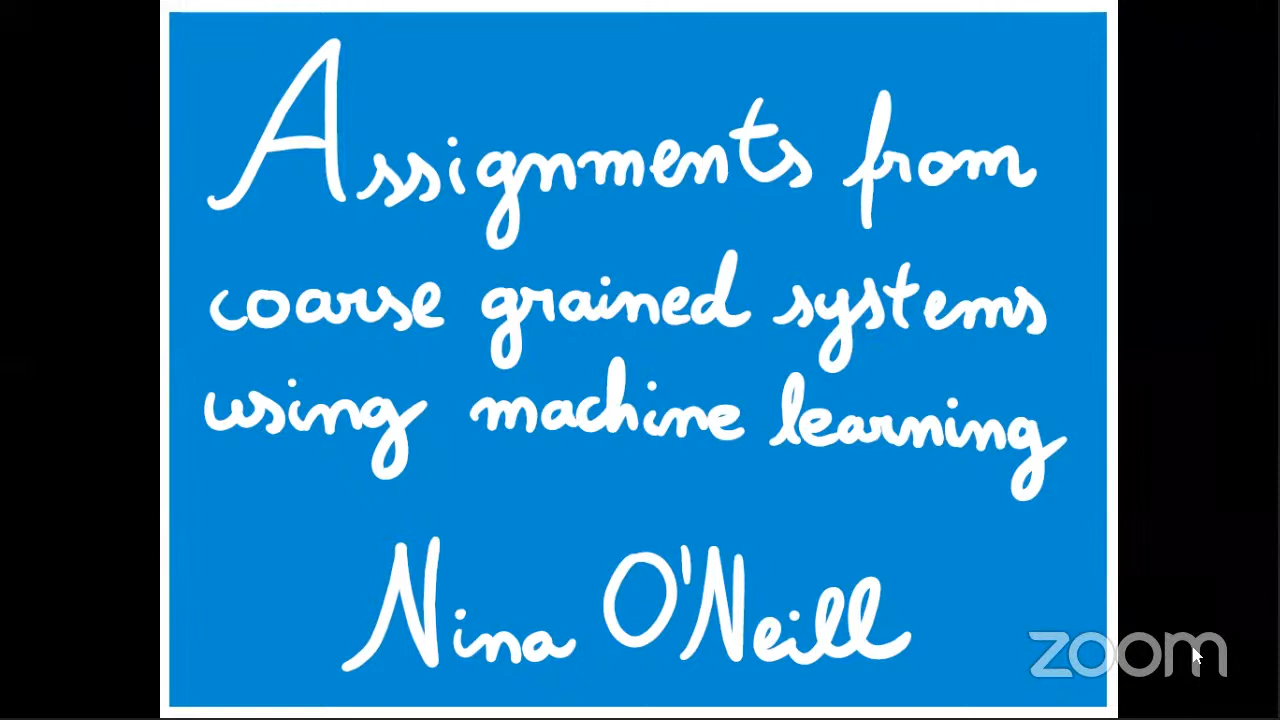 Assignments from
coarse grained systems
using machine learning
Nina O'Neill
zoom